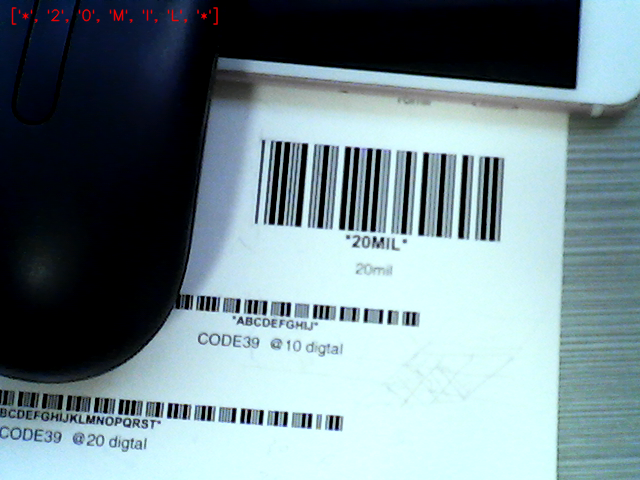 ['*', '2', '0', 'M', 'I', 'L', '*']
*20MIL*
20mil
*ABCDEFGHIJ*
CODE39 @10 digtal
BCDEFGHIJKLMNOPQRST*
CODE39 @20 digtal